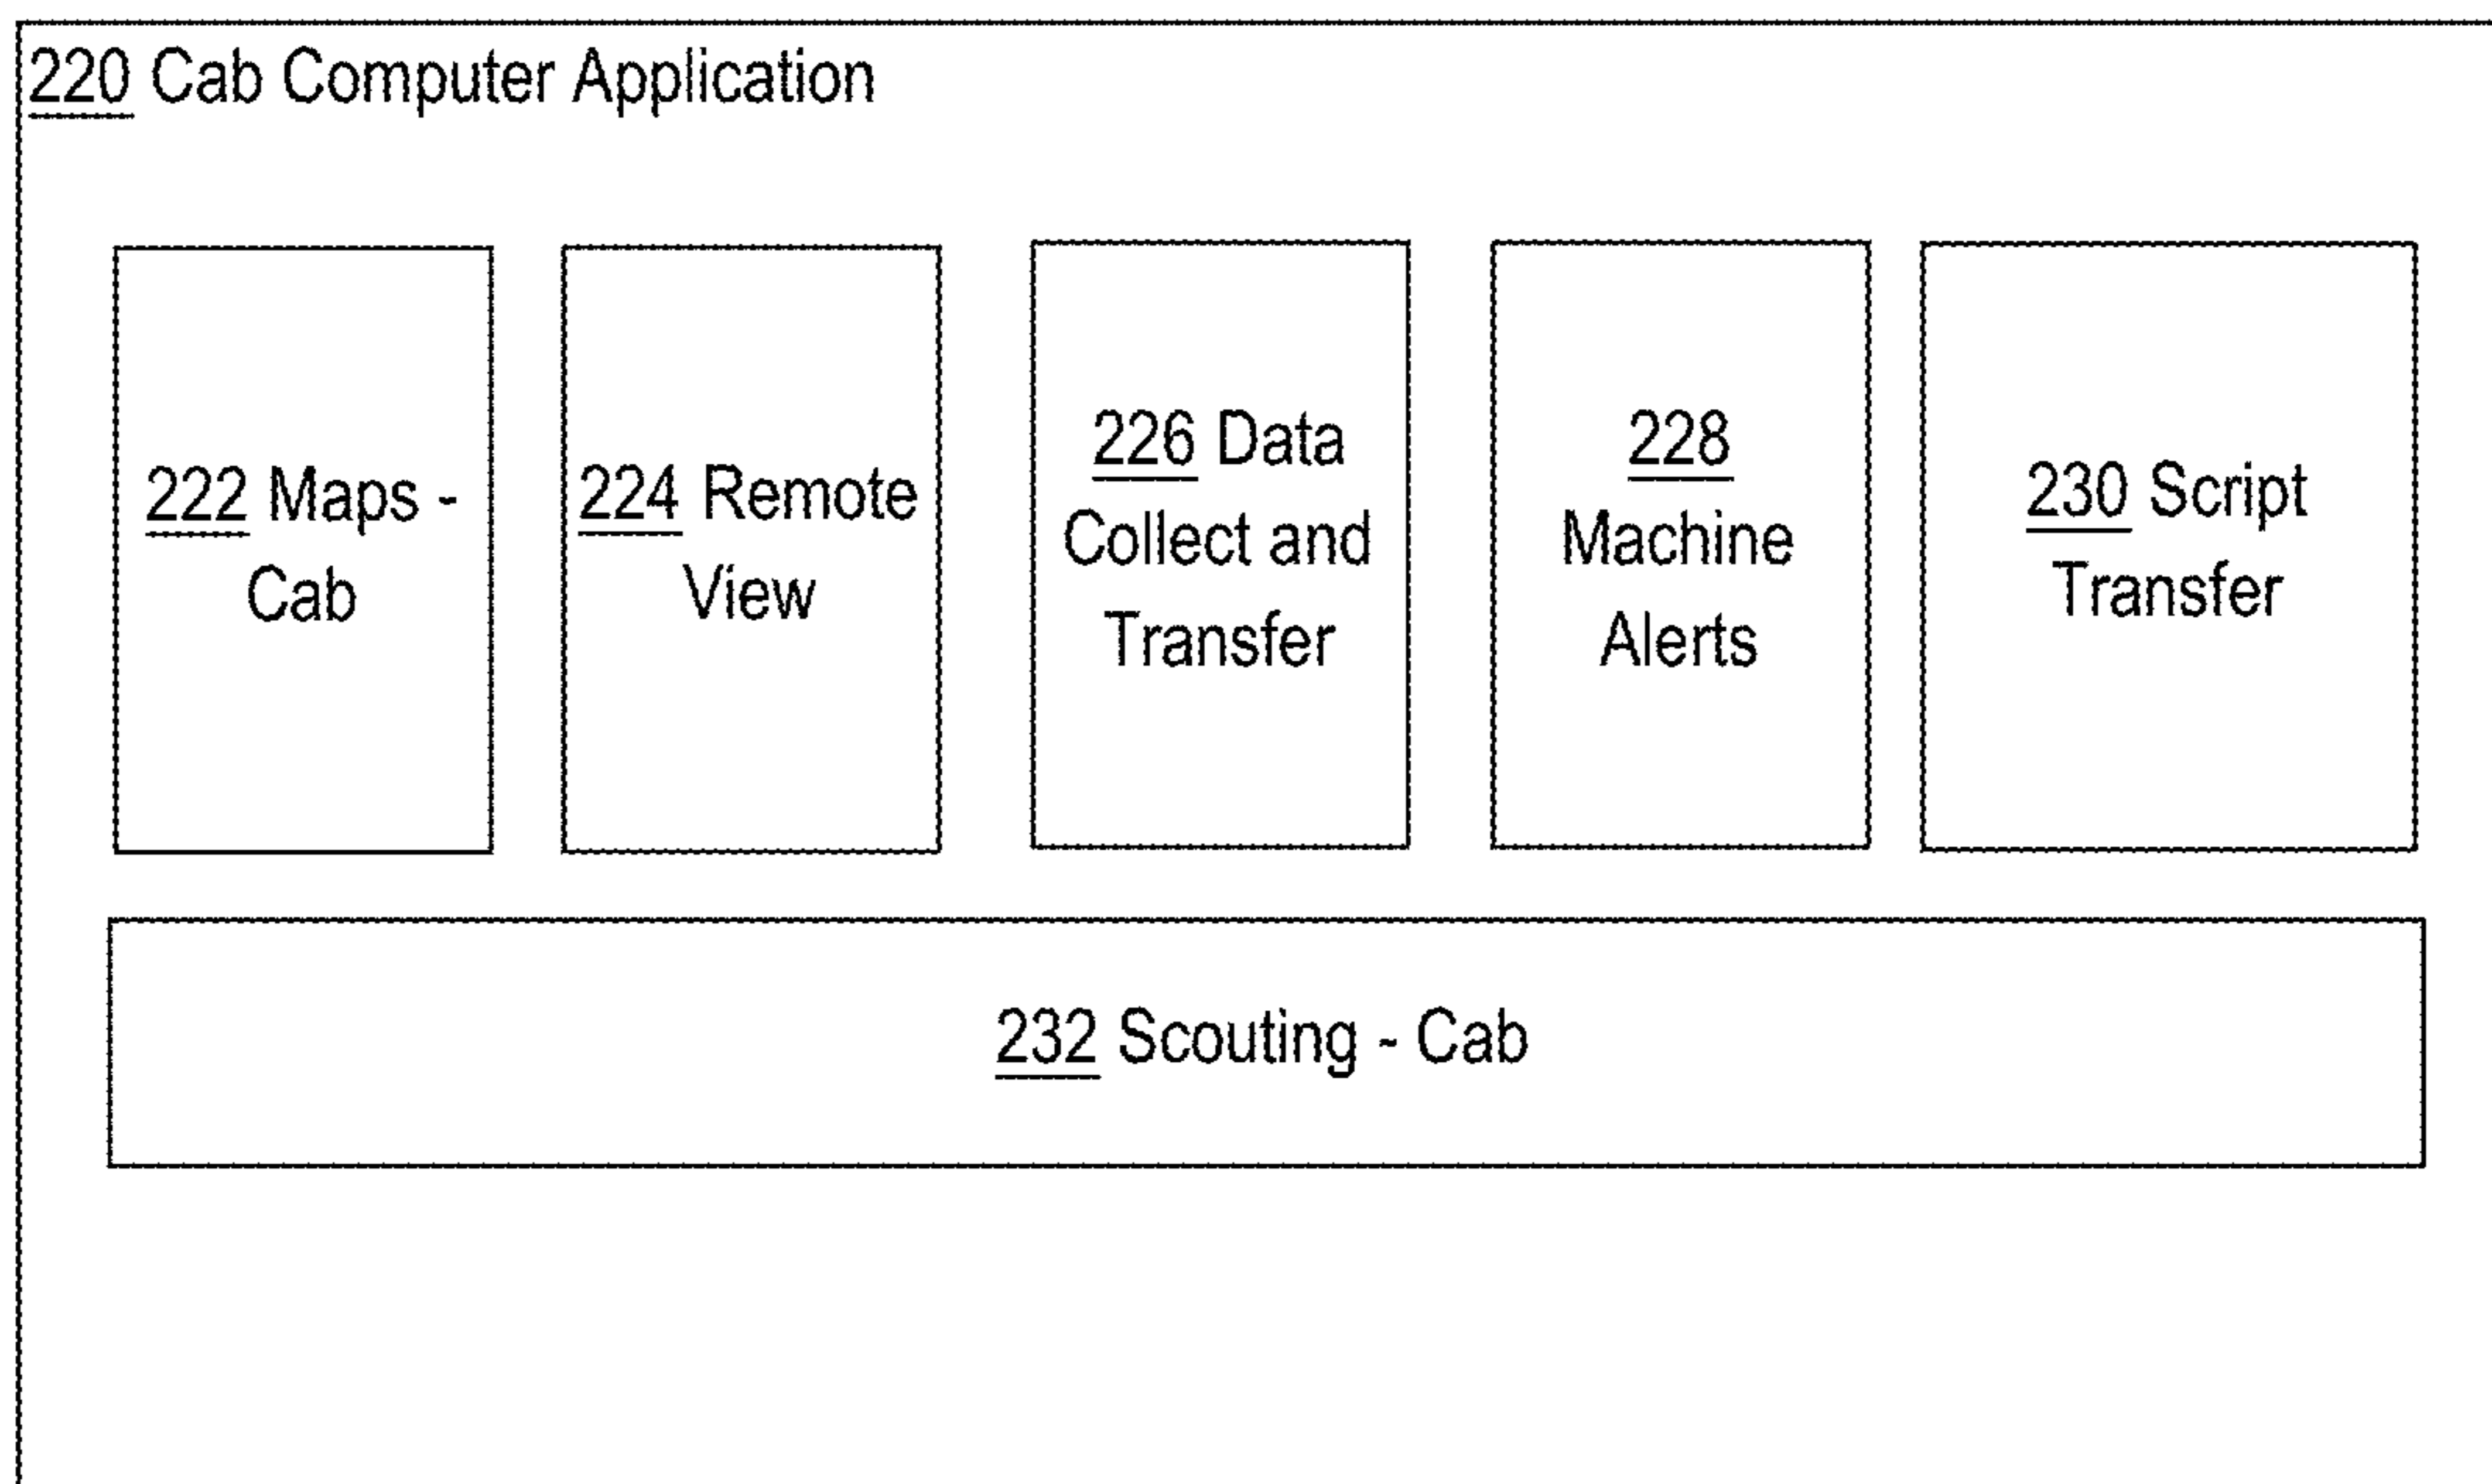 220 Cab Computer Application
222 Maps -
Cab
224 Remote
View
226 Data
Collect and
Transfer
228
Machine
Alerts
230 Script
Transfer
232 Scouting - Cab